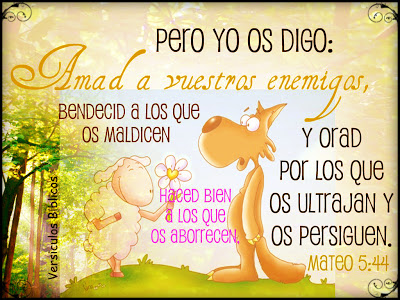 Pero yo os digo:
Amad a vuestros enemigos,
bendecid a los que
os maldicen
haced bien
a los que
os aborrecen,
y orad
por los que
os ultrajan y
os persiguen.
Mateo 5:44
Versículos Bíblicos